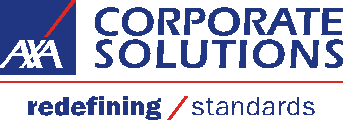 AXA
CORPORATE
SOLUTIONS
redefining / standards